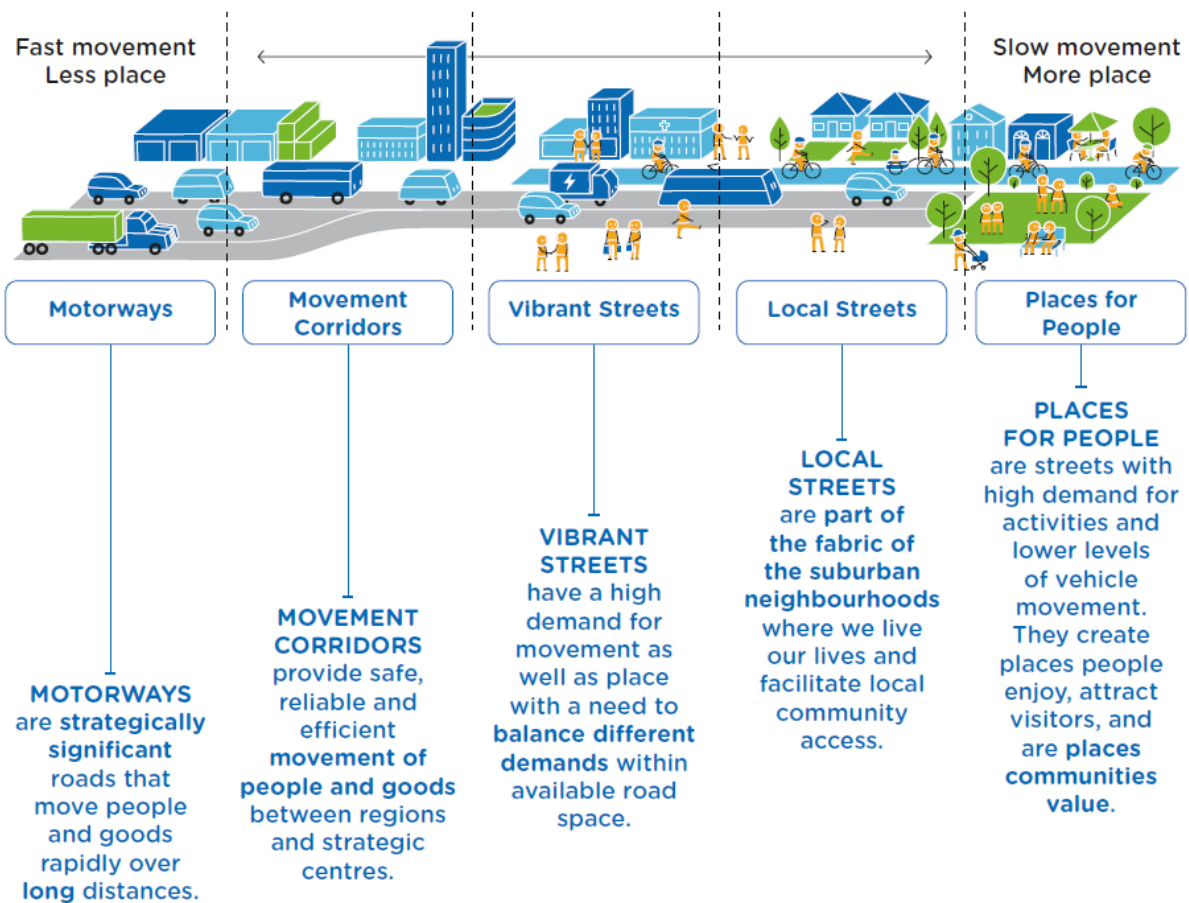 Fast movement
Less place
Slow movement
More place
Motorways
Movement
Corridors
Vibrant Streets
Local Streets
Places for
People
MOTORWAYS
are strategically
significant
roads that
move people
and goods
rapidly over
long distances.
MOVEMENT
CORRIDORS
provide safe,
reliable and
efficient
movement of
people and goods
between regions
and strategic
centres.
VIBRANT
STREETS
have a high
demand for
movement as
well as place
with a need to
balance different
demands within
available road
space.
LOCAL
STREETS
are part of
the fabric of
the suburban
neighbourhoods
where we live
our lives and
facilitate local
community
access.
PLACES
FOR PEOPLE
are streets with
high demand for
activities and
lower levels
of vehicle
movement.
They create
places people
enjoy, attract
visitors, and
are places
communities
value.